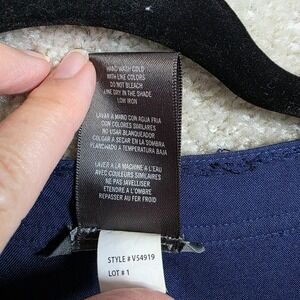 HAND WASH COLD
WITH LIKE COLORS
DO NOT BLEACH
LINE DRY IN THE SHADE
LOW IRON
LAVAR A MANO CON AGUA FRIA
CON COLORES SIMILARES
NO USAR BLANQUEADOR
COLGAR A SECAR EN LA SOMBRA
PLANCHADO A TEMPERATURA BAJA
LAVER A LA MACHINE A L'EAU
AVEC COULEURS SIMILAIRES
NE PAS JAVELLISER
ETENDRE A L'OMBRE
REPASSER AU FER FROID
STYLE # V54919
LOT # 1